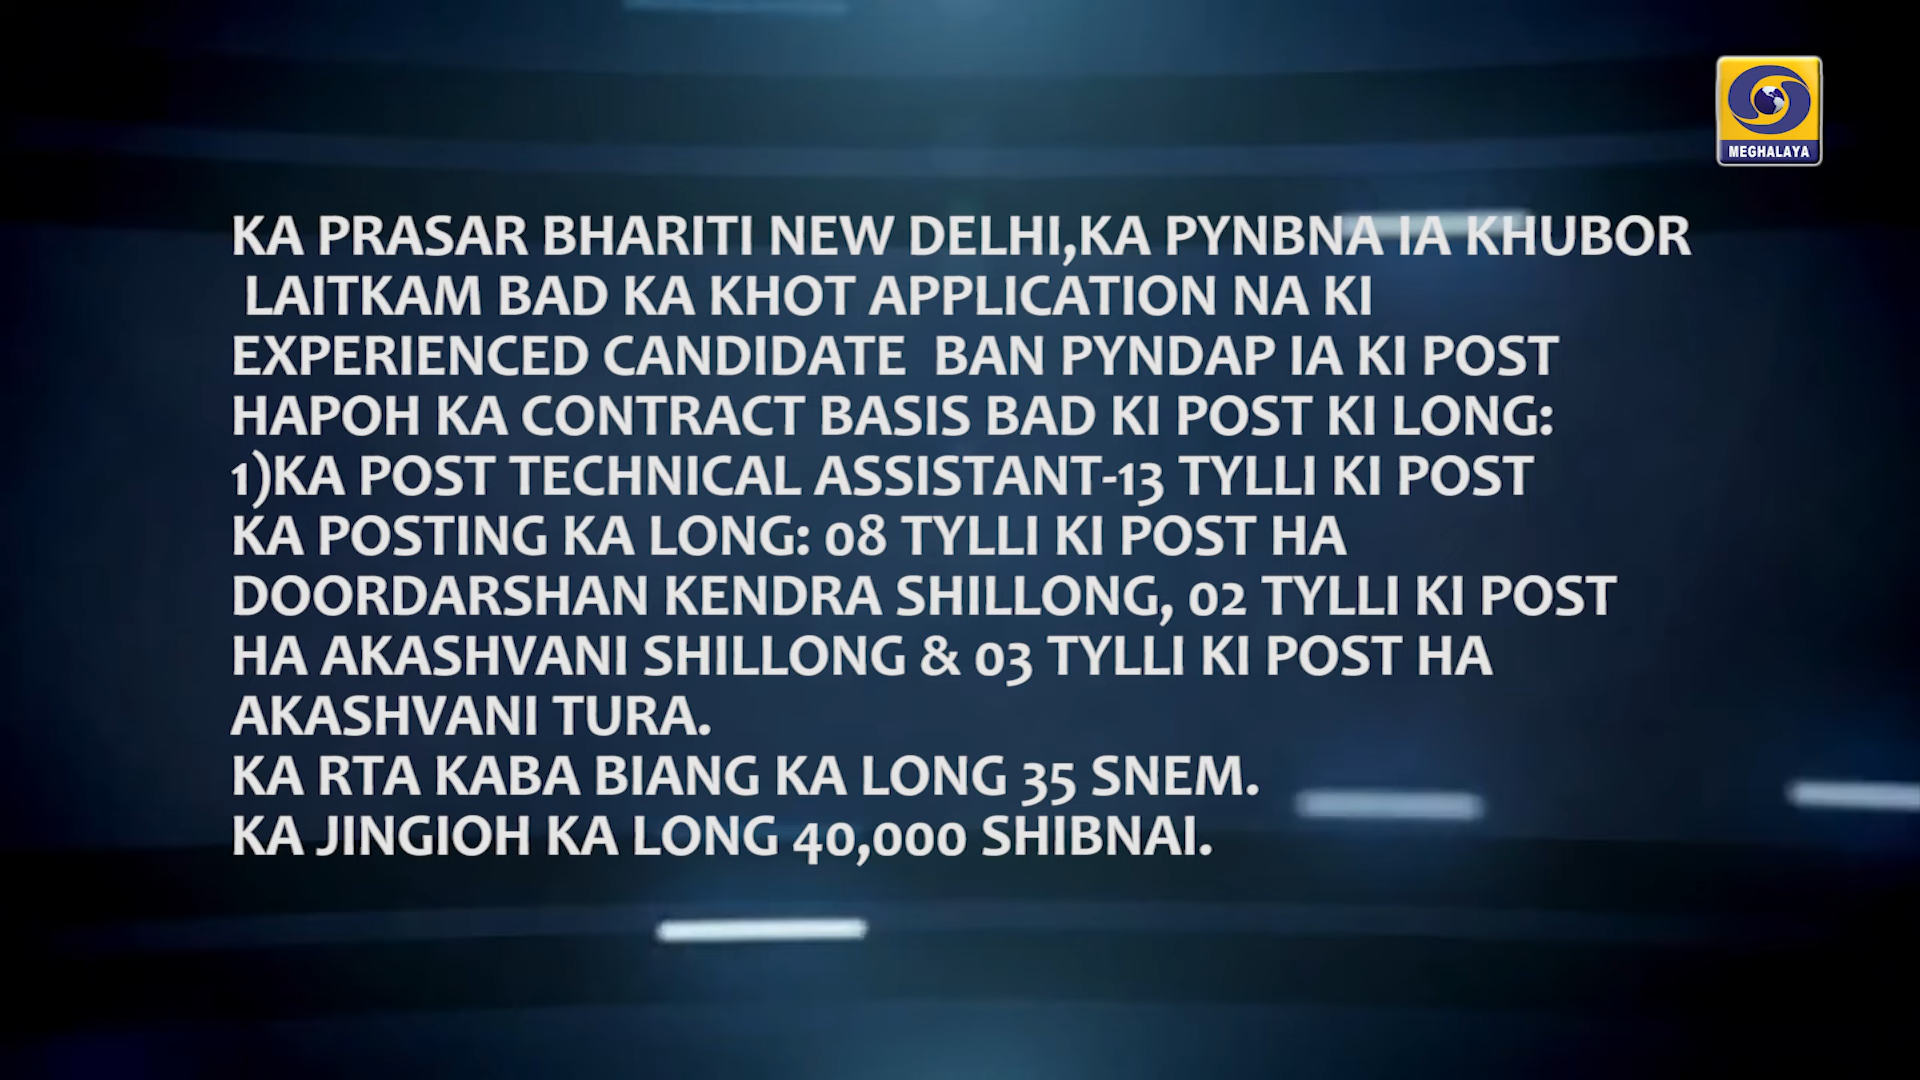 MEGHALAYA
KA PRASAR BHARITI NEW DELHI,KA PYNBNA IA KHUBOR
LAITKAM BAD KA KHOT APPLICATION NA KI
EXPERIENCED CANDIDATE BAN PYNDAP IA KI POST
HAPOH KA CONTRACT BASIS BAD KI POST KI LONG:
1)KA POST TECHNICAL ASSISTANT-13 TYLLI KI POST
KA POSTING KA LONG: 08 TYLLI KI POST HA
DOORDARSHAN KENDRA SHILLONG, 02 TYLLI KI POST
HA AKASHVANI SHILLONG & 03 TYLLI KI POST HA
AKASHVANI TURA.
KA RTA KABA BIANG KA LONG 35 SNEM.
KA JINGIOH KA LONG 40,000 SHIBNAI.